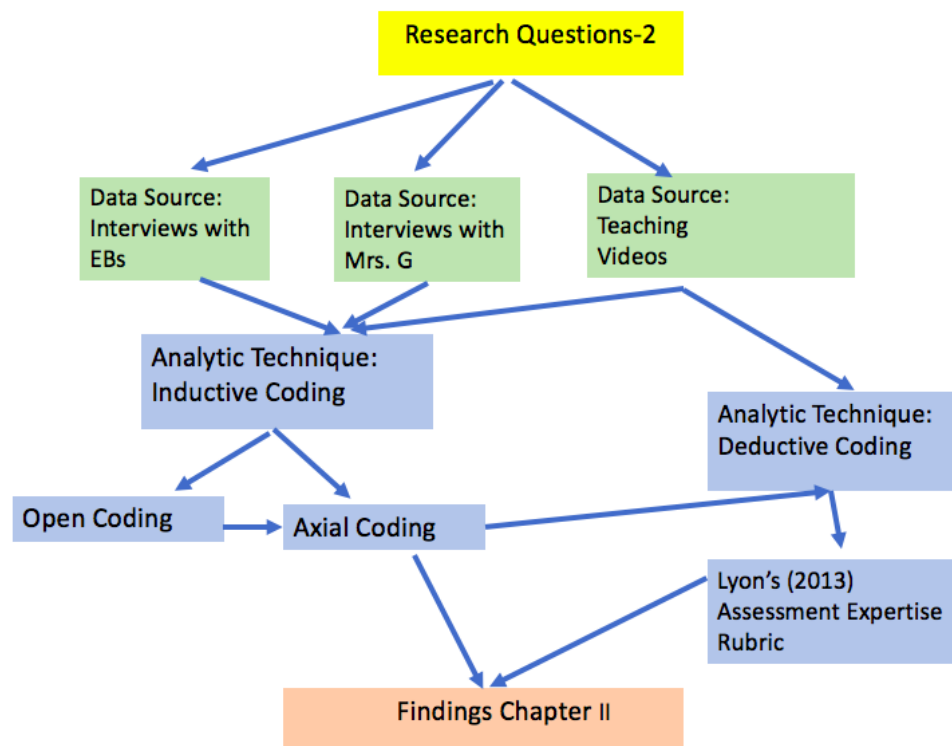 Research Questions-2
Data Source:
Interviews with
EBs
Data Source:
Interviews with
Mrs. G
Data Source:
Teaching
Videos
Analytic Technique:
Inductive Coding
Analytic Technique:
Deductive Coding
Open Coding
Axial Coding
Lyon’s (2013)
Assessment Expertise
Rubric
Findings Chapter II